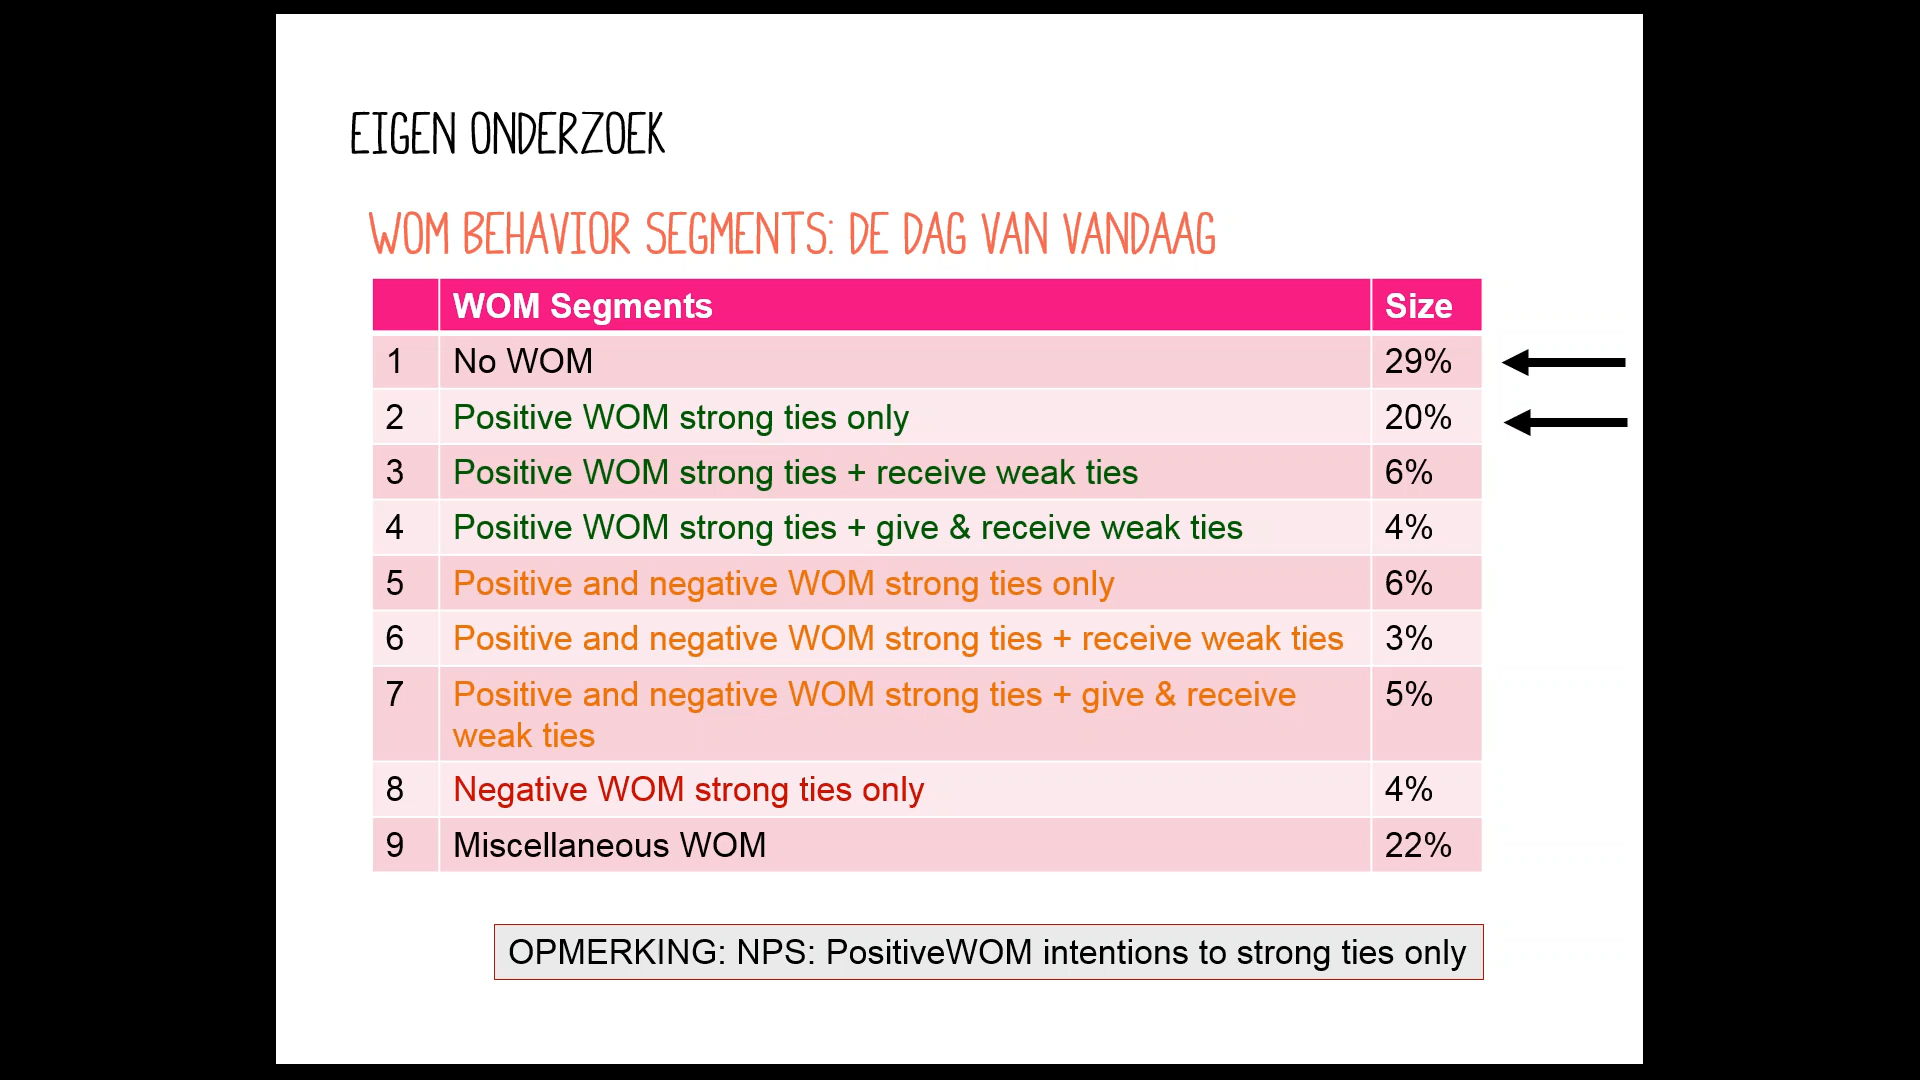 EIGEN ONDERZOEK
WOM BEHAVIOR SEGMENTS: DE DAG VAN VANDAAG
WOM Segments Size
1 No WOM 29%
2 Positive WOM strong ties only 20%
3 Positive WOM strong ties + receive weak ties 6%
4 Positive WOM strong ties + give & receive weak ties 4%
5 Positive and negative WOM strong ties only 6%
6 Positive and negative WOM strong ties + receive weak ties 3%
7 Positive and negative WOM strong ties + give & receive 5%
weak ties
8 Negative WOM strong ties only 4%
9 Miscellaneous WOM 22%
OPMERKING: NPS: PositiveWOM intentions to strong ties only